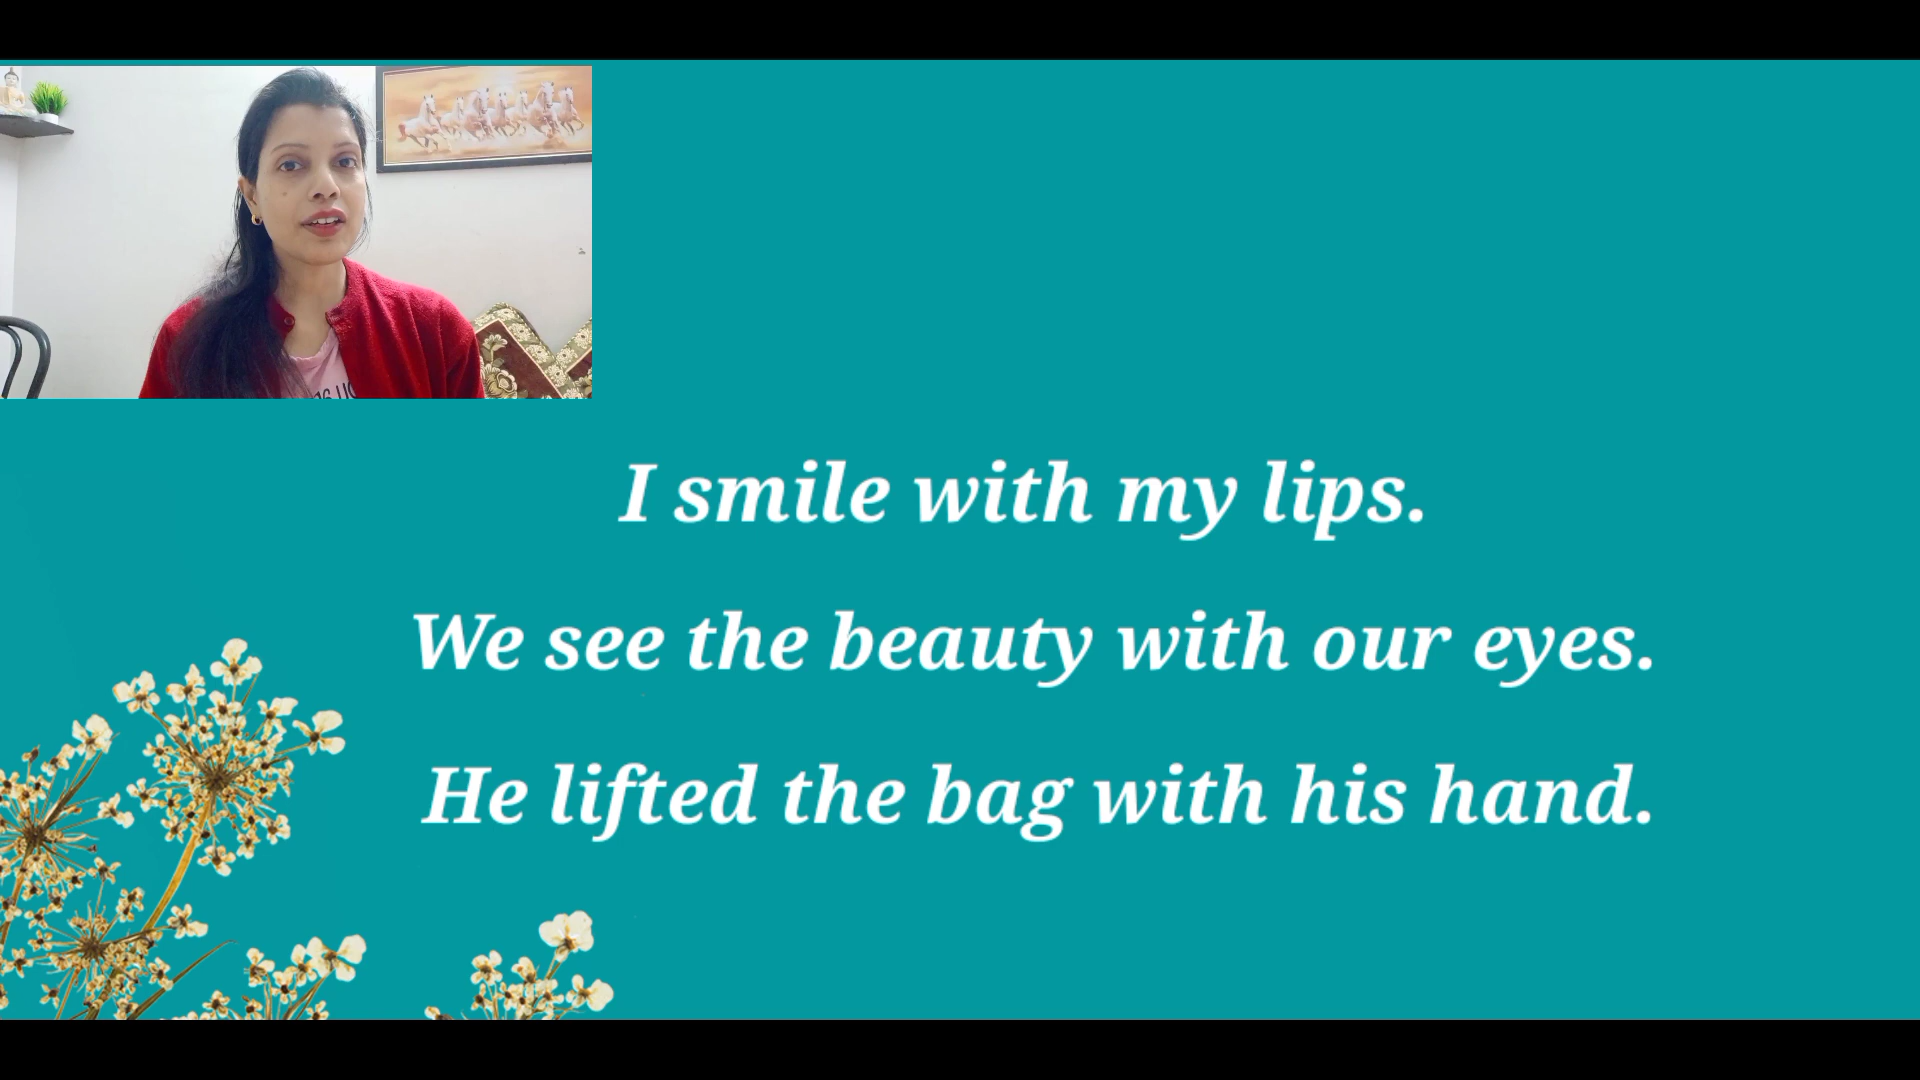 I smile with my lips.
We see the beauty with our eyes.
He lifted the bag with his hand.